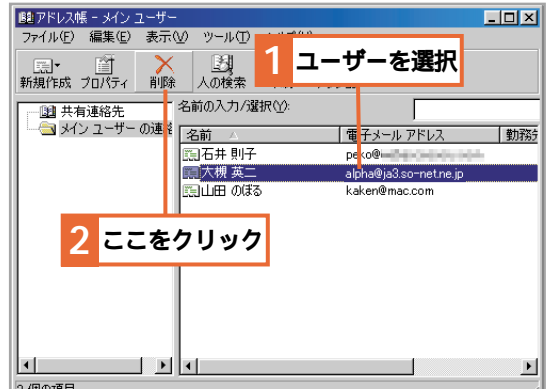 アドレス帳 - メイン ユーザー
ファイル(F) 編集(E) 表示(V) ツール(T)
1 ユーザーを選択
新規作成 プロパティ 削除 人の検索
共有連絡先
メイン ユーザー の連絡
名前の入力/選択(Y):
名前 電子メール アドレス 勤務先
石井 則子 peko@
大槻 英二 alpha@ja3.so-net.ne.jp
山田 のぼる kaken@mac.com
2 ここをクリック